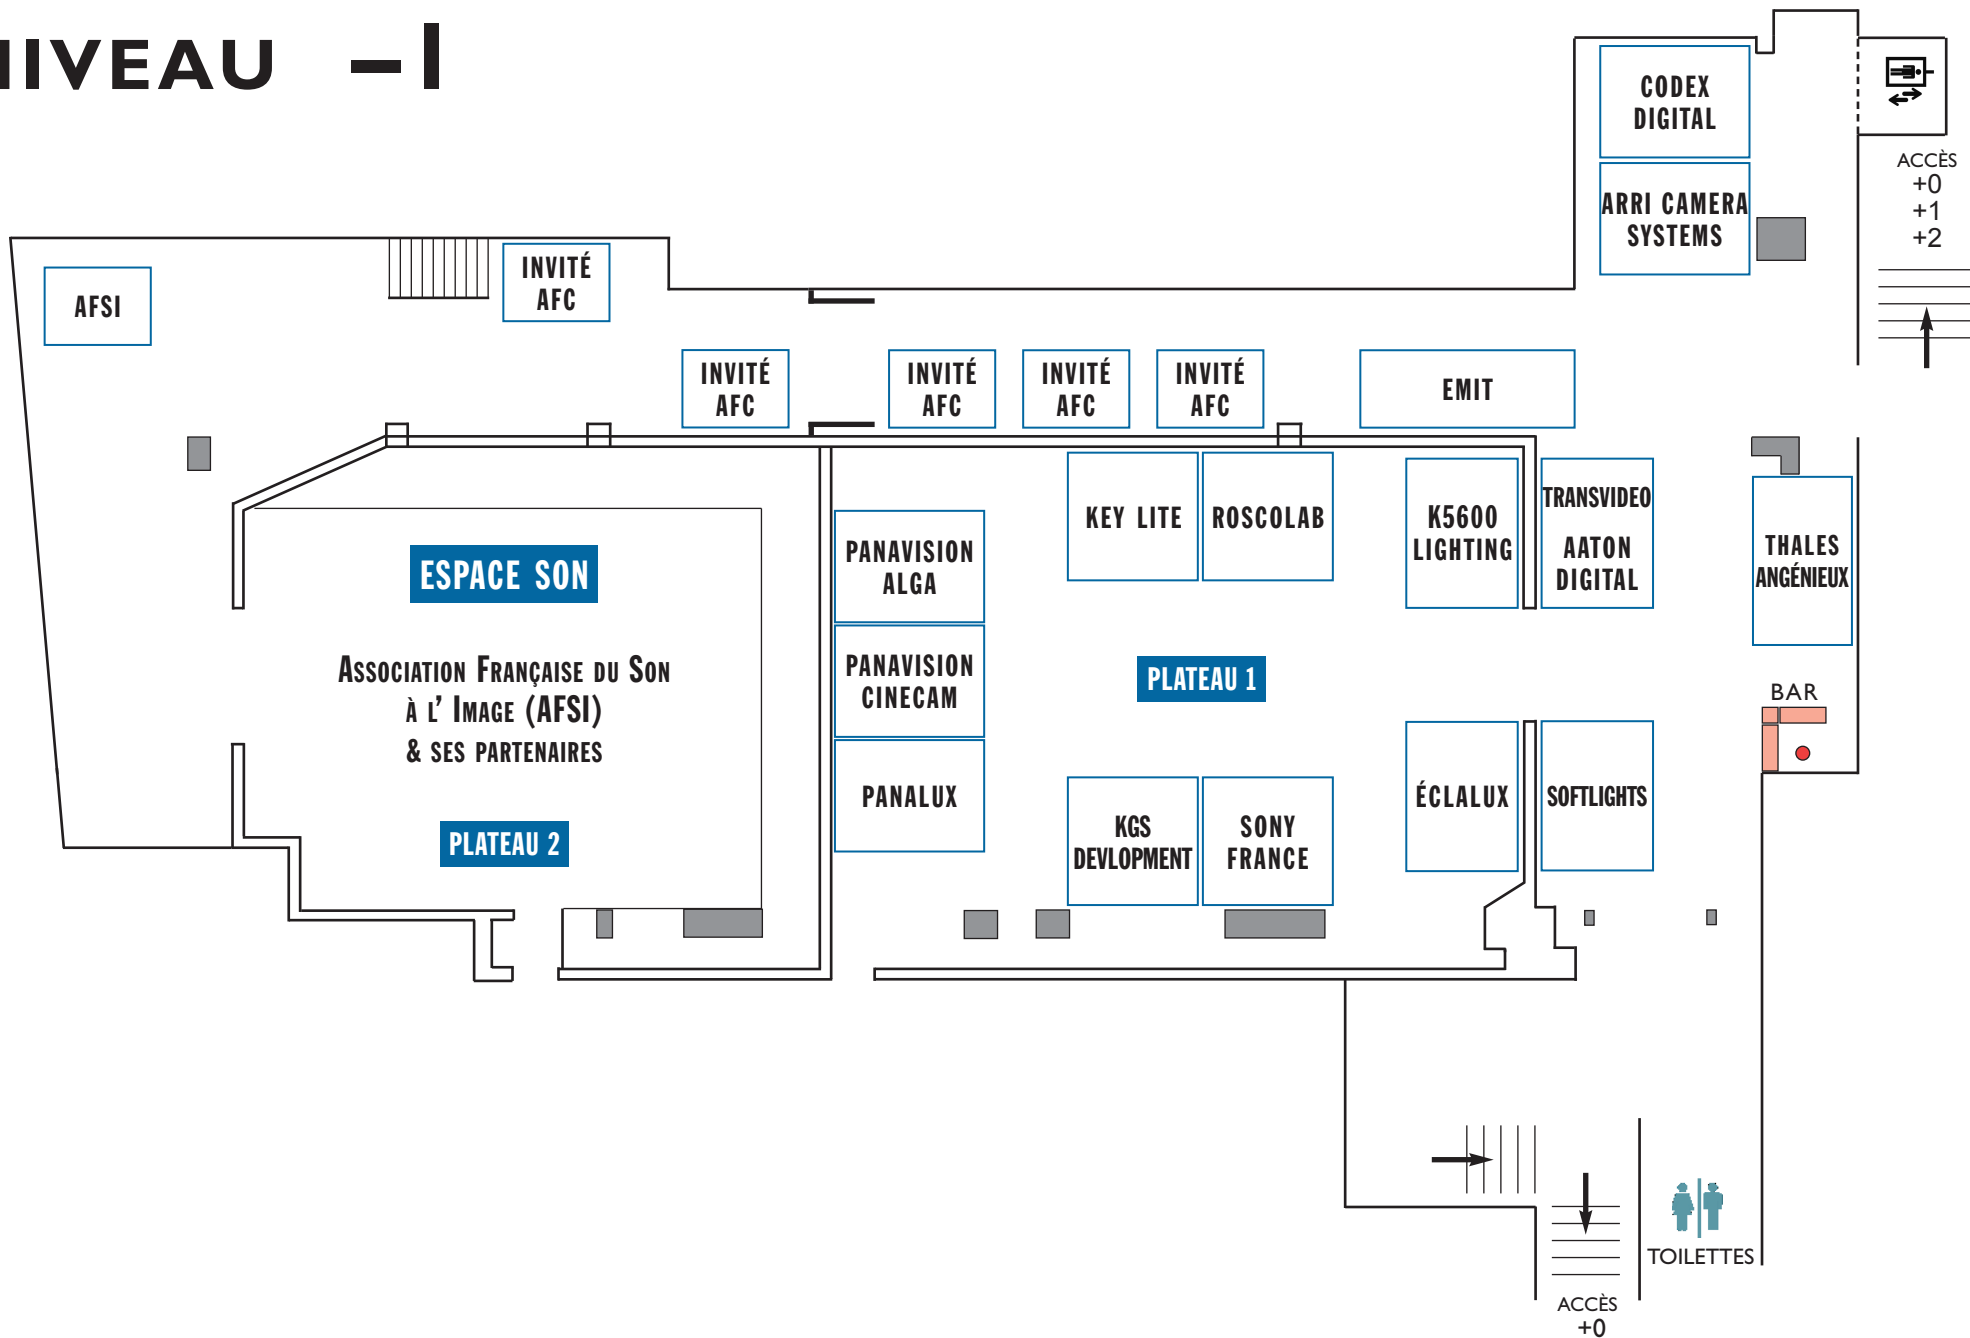 NIVEAU –1
CODEX
DIGITAL
ARRI CAMERA
SYSTEMS
ACCÈS
+0
+1
+2
AFSI
INVITÉ
AFC
INVITÉ
AFC
INVITÉ
AFC
INVITÉ
AFC
INVITÉ
AFC
EMIT
KEY LITE
ROSCOLAB
K5600
LIGHTING
TRANSVIDEO
AATON
DIGITAL
THALES
ANGÉNIEUX
PANAVISION
ALGA
PANAVISION
CINECAM
PANALUX
ESPACE SON
ASSOCIATION FRANÇAISE DU SON
À L’ IMAGE (AFSI)
& SES PARTENAIRES
PLATEAU 2
PLATEAU 1
BAR
KGS
DEVLOPMENT
SONY
FRANCE
ÉCLALUX
SOFTLIGHTS
TOILETTES
ACCÈS
+0